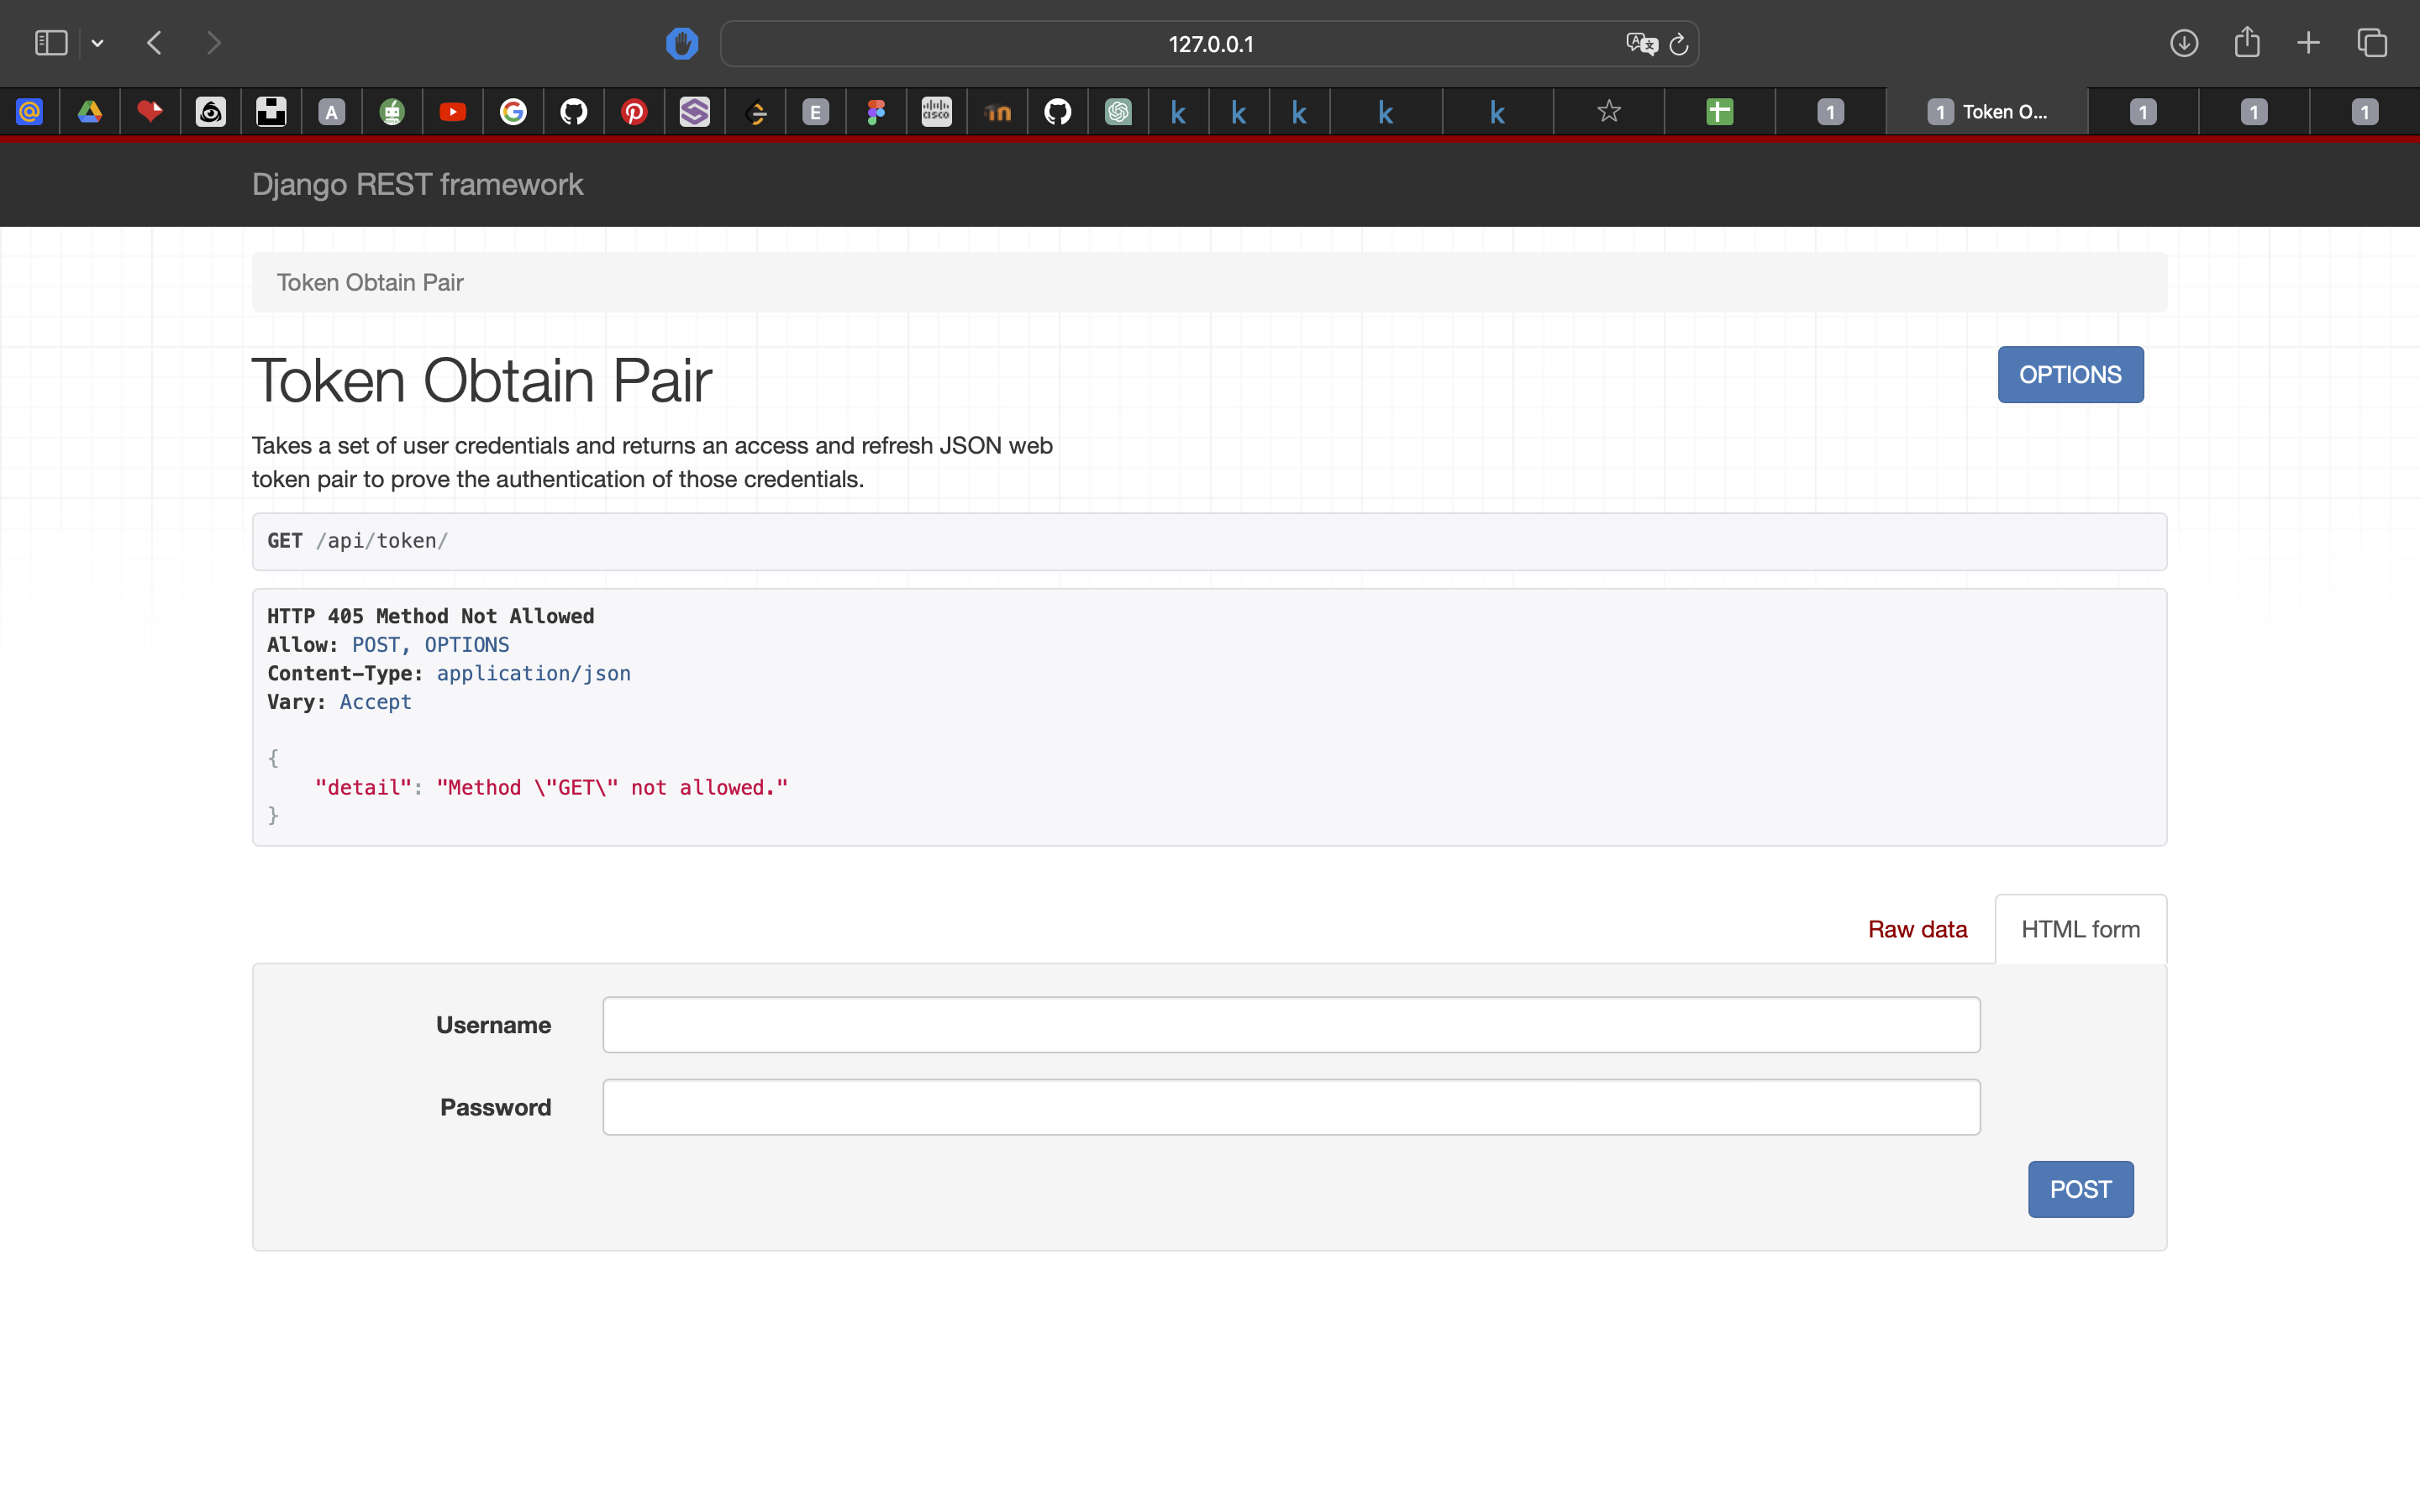 127.0.0.1
@ A E CISCO m k k k k k 1 1 Token O... 1 1 1
Django REST framework
Token Obtain Pair
Token Obtain Pair
OPTIONS
Takes a set of user credentials and returns an access and refresh JSON web
token pair to prove the authentication of those credentials.
GET /api/token/
HTTP 405 Method Not Allowed
Allow: POST, OPTIONS
Content-Type: application/json
Vary: Accept
{
"detail": "Method \"GET\" not allowed."
}
Raw data HTML form
Username
Password
POST